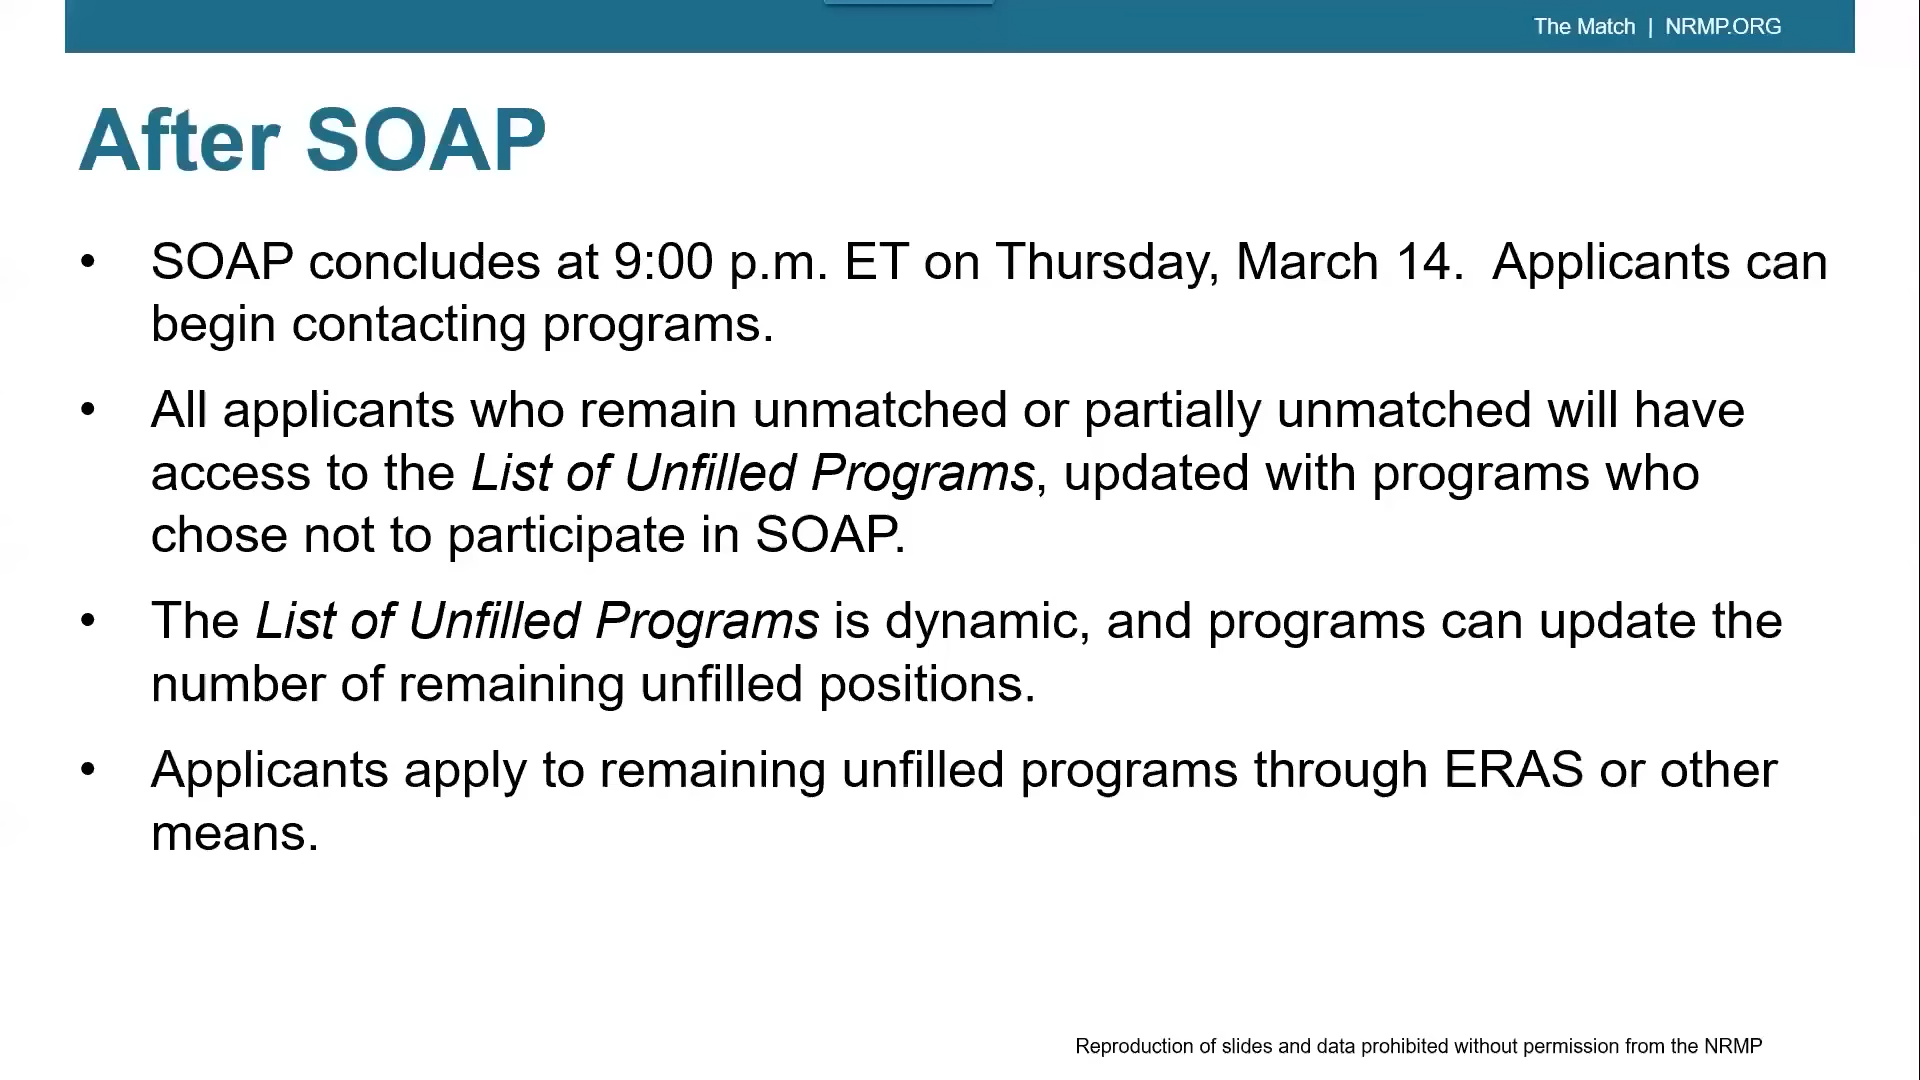 The Match | NRMP.ORG
After SOAP
• SOAP concludes at 9:00 p.m. ET on Thursday, March 14.  Applicants can
begin contacting programs.
• All applicants who remain unmatched or partially unmatched will have
access to the List of Unfilled Programs, updated with programs who
chose not to participate in SOAP.
• The List of Unfilled Programs is dynamic, and programs can update the
number of remaining unfilled positions.
• Applicants apply to remaining unfilled programs through ERAS or other
means.
Reproduction of slides and data prohibited without permission from the NRMP